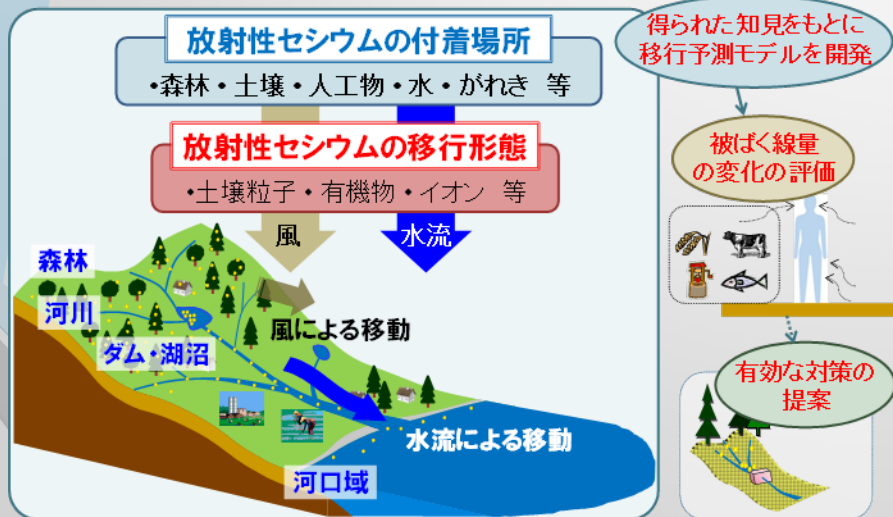 放射性セシウムの付着場所
・森林・土壌・人工物・水・がれき 等
放射性セシウムの移行形態
・土壌粒子・有機物・イオン 等
風
水流
森林
河川
ダム・湖沼
風による移動
水流による移動
河口域
得られた知見をもとに
移行予測モデルを開発
被ばく線量
の変化の評価
有効な対策の
提案